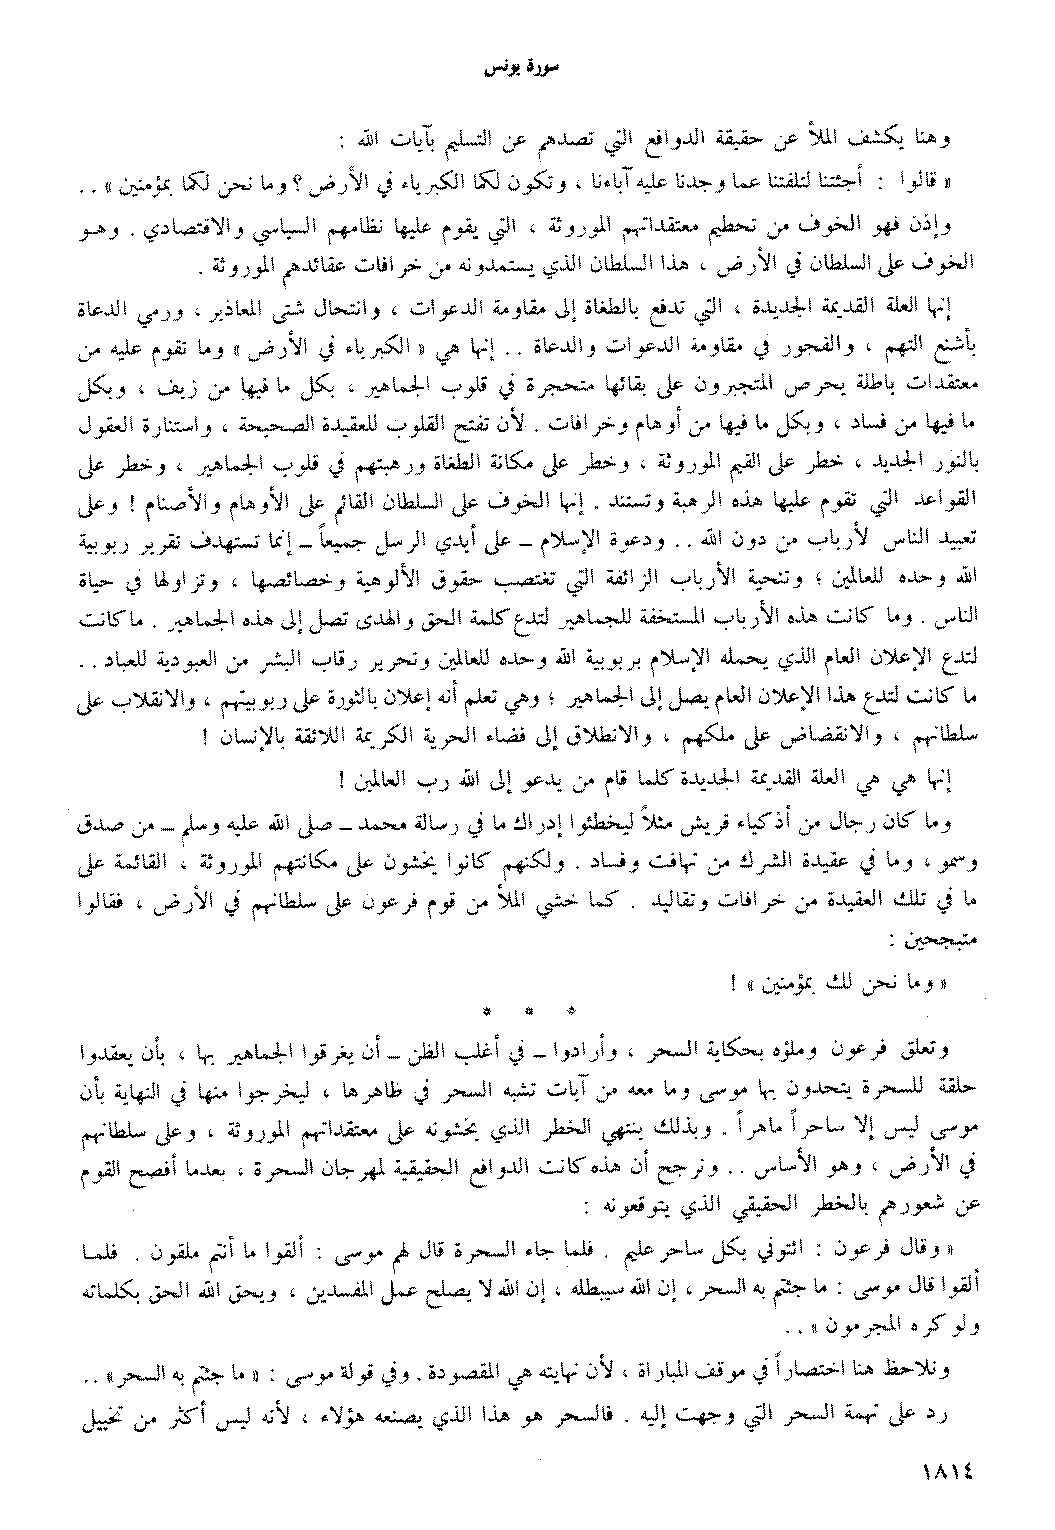 سورة يونس
وهنا يكشف الملأ عن حقيقة الدوافع التي تصدهم عن التسليم بآيات الله :
« قالوا : أجئتنا لتلفتنا عما وجدنا عليه آباءنا ، وتكون لكما الكبرياء في الأرض ؟ وما نحن لكما بمؤمنين » . .
وإذن فهو الخوف من تحطيم معتقداتهم الموروثة ، التي يقوم عليها نظامهم السياسي والاقتصادي . وهو
الخوف على السلطان في الأرض ، هذا السلطان الذي يستمدونه من خرافات عقائدهم الموروثة .
إنها العلة القديمة الجديدة ، التي تدفع بالطغاة إلى مقاومة الدعوات ، وانتحال شتى المعاذير ، ورمي الدعاة
بأشنع التهم ، والفجور في مقاومة الدعوات والدعاة . . إنها هي « الكبرياء في الأرض » وما تقوم عليه من
معتقدات باطلة يحرص المتجبرون على بقائها متحجرة في قلوب الجماهير ، بكل ما فيها من زيف ، وبكل
ما فيها من فساد ، وبكل ما فيها من أوهام وخرافات . لأن تفتح القلوب للعقيدة الصحيحة ، واستنارة العقول
بالنور الجديد ، خطر على القيم الموروثة ، وخطر على مكانة الطغاة ورهبتهم في قلوب الجماهير ، وخطر على
القواعد التي تقوم عليها هذه الرهبة وتستند . إنها الخوف على السلطان القائم على الأوهام والأصنام ! وعلى
تعبيد الناس لأرباب من دون الله . . ودعوة الإسلام – على أيدي الرسل جميعاً – إنما تستهدف تقرير ربوبية
الله وحده للعالمين ؛ وتنحية الأرباب الزائفة التي تغتصب حقوق الألوهية وخصائصها ، وتزاولها في حياة
الناس . وما كانت هذه الأرباب المستخفة للجماهير لتدع كلمة الحق والهدى تصل إلى هذه الجماهير . ما كانت
لتدع الإعلان العام الذي يحمله الإسلام بربوبية الله وحده للعالمين وتحرير رقاب البشر من العبودية للعباد . .
ما كانت لتدع هذا الإعلان العام يصل إلى الجماهير ؛ وهي تعلم أنه إعلان بالثورة على ربوبيتهم ، والانقلاب على
سلطانهم ، والانقضاض على ملكهم ، والانطلاق إلى فضاء الحرية الكريمة اللائقة بالإنسان !
إنها هي هي العلة القديمة الجديدة كلما قام من يدعو إلى الله رب العالمين !
وما كان رجال من أذكياء قريش مثلاً ليخطئوا إدراك ما في رسالة محمد – صلى الله عليه وسلم – من صدق
وسمو ، وما في عقيدة الشرك من تهافت وفساد . ولكنهم كانوا يخشون على مكانتهم الموروثة ، القائمة على
ما في تلك العقيدة من خرافات وتقاليد . كما خشي الملأ من قوم فرعون على سلطانهم في الأرض ، فقالوا
متبجحين :
« وما نحن لك بمؤمنين » !
* * *
وتعلق فرعون وملؤه بحكاية السحر ، وأرادوا – في أغلب الظن – أن يغرقوا الجماهير بها ، بأن يعقدوا
حلقة للسحرة يتحدون بها موسى وما معه من آيات تشبه السحر في ظاهرها ، ليخرجوا منها في النهاية بأن
موسى ليس إلا ساحراً ماهراً . وبذلك ينتهي الخطر الذي يخشونه على معتقداتهم الموروثة ، وعلى سلطانهم
في الأرض ، وهو الأساس . . ونرجح أن هذه كانت الدوافع الحقيقية لمهرجان السحرة ، بعدما أفصح القوم
عن شعورهم بالخطر الحقيقي الذي يتوقعونه :
« وقال فرعون : ائتوني بكل ساحر عليم . فلما جاء السحرة قال لهم موسى : ألقوا ما أنتم ملقون . فلما
ألقوا قال موسى : ما جئتم به السحر ، إن الله سيبطله ، إن الله لا يصلح عمل المفسدين ، ويحق الله الحق بكلماته
ولو كره المجرمون » . .
ونلاحظ هنا اختصاراً في موقف المباراة ، لأن نهايته هي المقصودة . وفي قولة موسى : « ما جئتم به السحر » . .
رد على تهمة السحر التي وجهت إليه . فالسحر هو هذا الذي يصنعه هؤلاء ، لأنه ليس أكثر من تخييل
١٨١٤